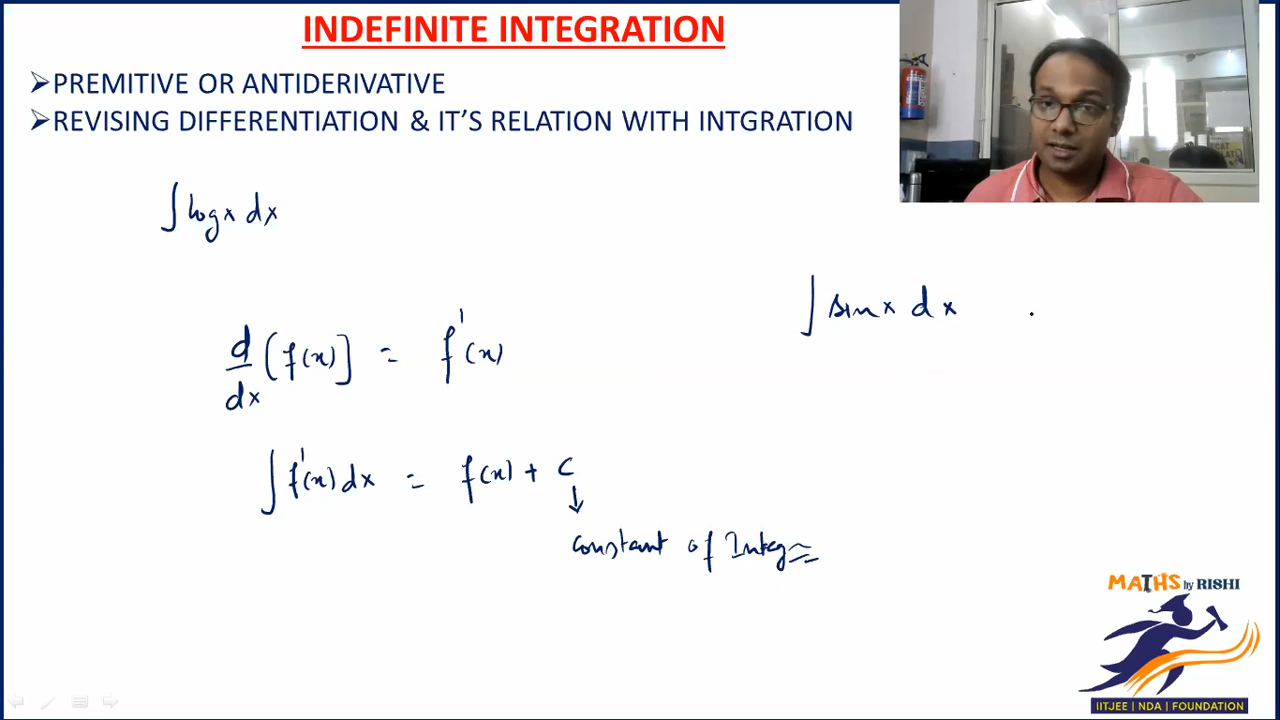 INDEFINITE INTEGRATION
➢PREMITIVE OR ANTIDERIVATIVE
➢REVISING DIFFERENTIATION & IT'S RELATION WITH INTGRATION
∫ log x dx
∫ sin x dx
d/dx [f(x)] = f'(x)
∫ f'(x) dx = f(x) + c
↓
constant of Integ
MATHS by RISHI
IITJEE | NDA | FOUNDATION